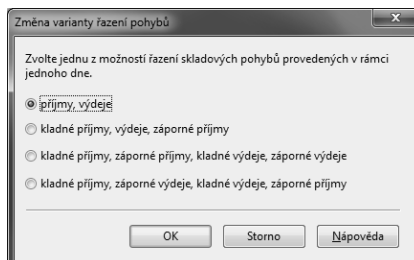 Změna varianty řazení pohybů
x
Zvolte jednu z možností řazení skladových pohybů provedených v rámci
jednoho dne.
příjmy, výdeje
kladné příjmy, výdeje, záporné příjmy
kladné příjmy, záporné příjmy, kladné výdeje, záporné výdeje
kladné příjmy, záporné výdeje, kladné výdeje, záporné příjmy
OK Storno Nápověda